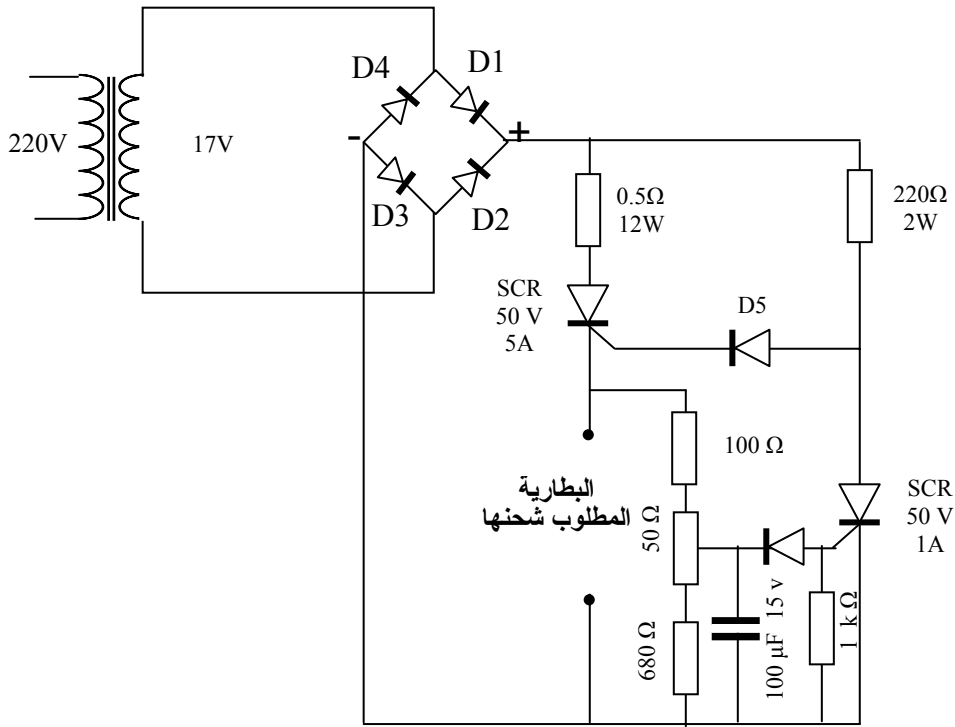 D4
D1
220V
17V
-
+
D3
D2
0.5Ω
12W
220Ω
2W
SCR
50 V
5A
D5
100 Ω
البطارية
المطلوب شحنها
50 Ω
SCR
50 V
1A
680 Ω
100 μF 15 v
1 k Ω